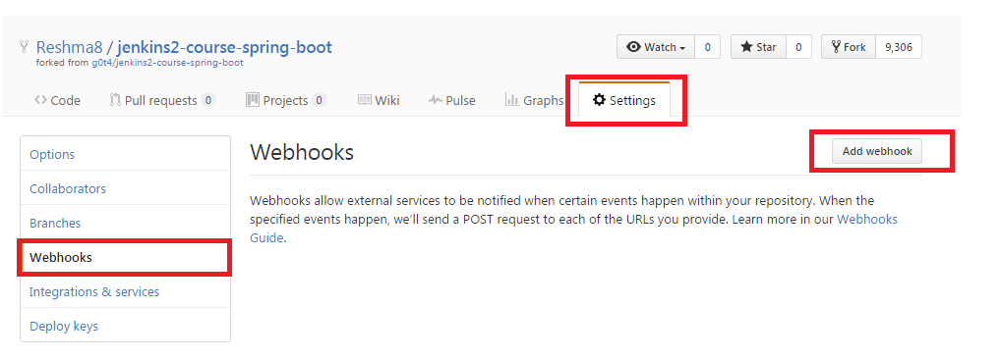 Reshma8 / jenkins2-course-spring-boot
Watch 0 Star 0 Fork 9,306
forked from g0t4/jenkins2-course-spring-boot
Code Pull requests 0 Projects 0 Wiki Pulse Graphs Settings
Options
Collaborators
Branches
Webhooks
Integrations & services
Deploy keys
Webhooks
Add webhook
Webhooks allow external services to be notified when certain events happen within your repository. When the
specified events happen, we'll send a POST request to each of the URLs you provide. Learn more in our Webhooks
Guide.